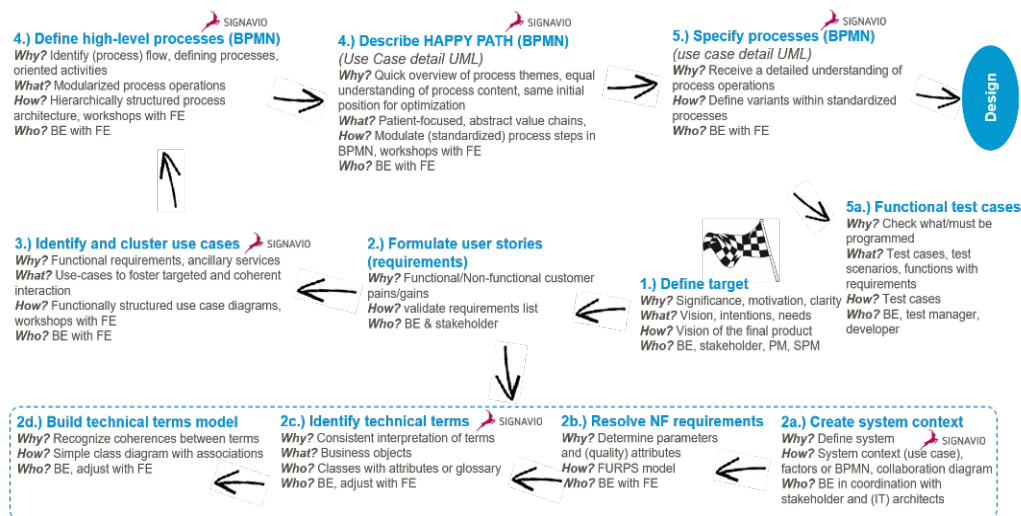 SIGNAVIO
4.) Define high-level processes (BPMN)
Why? Identify (process) flow, defining processes,
oriented activities
What? Modularized process operations
How? Hierarchically structured process
architecture, workshops with FE
Who? BE with FE
SIGNAVIO
4.) Describe HAPPY PATH (BPMN)
(Use Case detail UML)
Why? Quick overview of process themes, equal
understanding of process content, same initial
position for optimization
What? Patient-focused, abstract value chains,
How? Modulate (standardized) process steps in
BPMN, workshops with FE
Who? BE with FE
SIGNAVIO
5.) Specify processes (BPMN)
(use case detail UML)
Why? Receive a detailed understanding of
process operations
How? Define variants within standardized
processes
Who? BE with FE
Design
5a.) Functional test cases
Why? Check what/must be
programmed
What? Test cases, test
scenarios, functions with
requirements
How? Test cases
Who? BE, test manager,
developer
3.) Identify and cluster use cases
SIGNAVIO
Why? Functional requirements, ancillary services
What? Use-cases to foster targeted and coherent
interaction
How? Functionally structured use case diagrams,
workshops with FE
Who? BE with FE
2.) Formulate user stories
(requirements)
Why? Functional/Non-functional customer
pains/gains
How? validate requirements list
Who? BE & stakeholder
1.) Define target
Why? Significance, motivation, clarity
What? Vision, intentions, needs
How? Vision of the final product
Who? BE, stakeholder, PM, SPM
2d.) Build technical terms model
Why? Recognize coherences between terms
How? Simple class diagram with associations
Who? BE, adjust with FE
2c.) Identify technical terms
SIGNAVIO
Why? Consistent interpretation of terms
What? Business objects
Who? Classes with attributes or glossary
Who? BE, adjust with FE
2b.) Resolve NF requirements
Why? Determine parameters
and (quality) attributes
How? FURPS model
Who? BE with FE
2a.) Create system context
Why? Define system
SIGNAVIO
How? System context (use case),
factors or BPMN, collaboration diagram
Who? BE in coordination with
stakeholder and (IT) architects